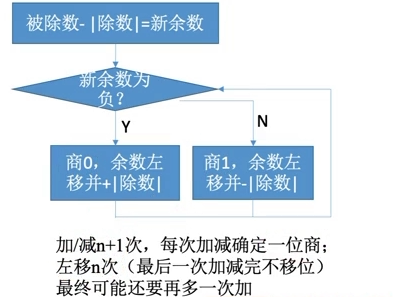 被除数- |除数|=新余数
新余数为
负？
Y
N
商0，余数左
移并+|除数|
商1，余数左
移并-|除数|
加/减n+1次，每次加减确定一位商；
左移n次（最后一次加减完不移位）
最终可能还要再多一次加